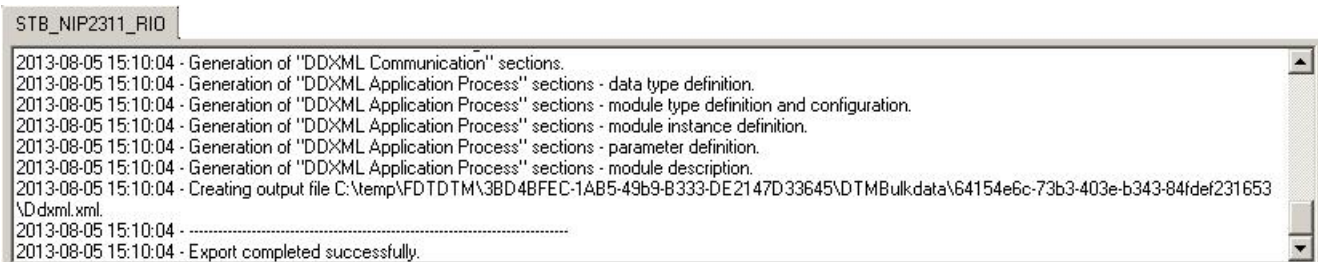 STB_NIP2311_RIO
2013-08-05 15:10:04 - Generation of "DDXML Communication" sections.
2013-08-05 15:10:04 - Generation of "DDXML Application Process" sections - data type definition.
2013-08-05 15:10:04 - Generation of "DDXML Application Process" sections - module type definition and configuration.
2013-08-05 15:10:04 - Generation of "DDXML Application Process" sections - module instance definition.
2013-08-05 15:10:04 - Generation of "DDXML Application Process" sections - parameter definition.
2013-08-05 15:10:04 - Generation of "DDXML Application Process" sections - module description.
2013-08-05 15:10:04 - Creating output file C:\temp\FDTDTM\3BD4BFEC-1AB5-49b9-B333-DE2147D33645\DTMBulkdata\64154e6c-73b3-403e-b343-84fdef231653
\Ddxml.xml.
2013-08-05 15:10:04 - -------------------------------------------------------------------------------
2013-08-05 15:10:04 - Export completed successfully.